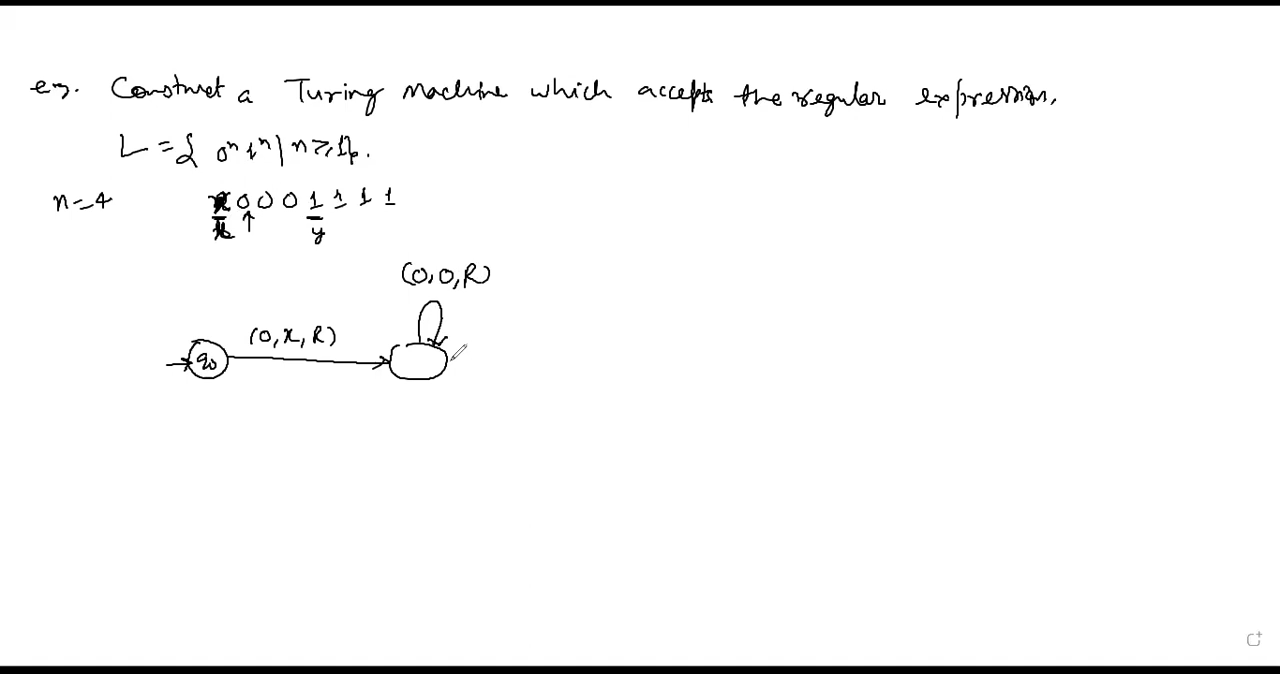 eg. Construct a Turing Machine which accepts the regular expression,
L = { 0ⁿ 1ⁿ | n ≥ 1}.
n=4 x 0 0 0 1 1 1 1
x ↑ y
(0, 0, R)
(0, x, R)
q0